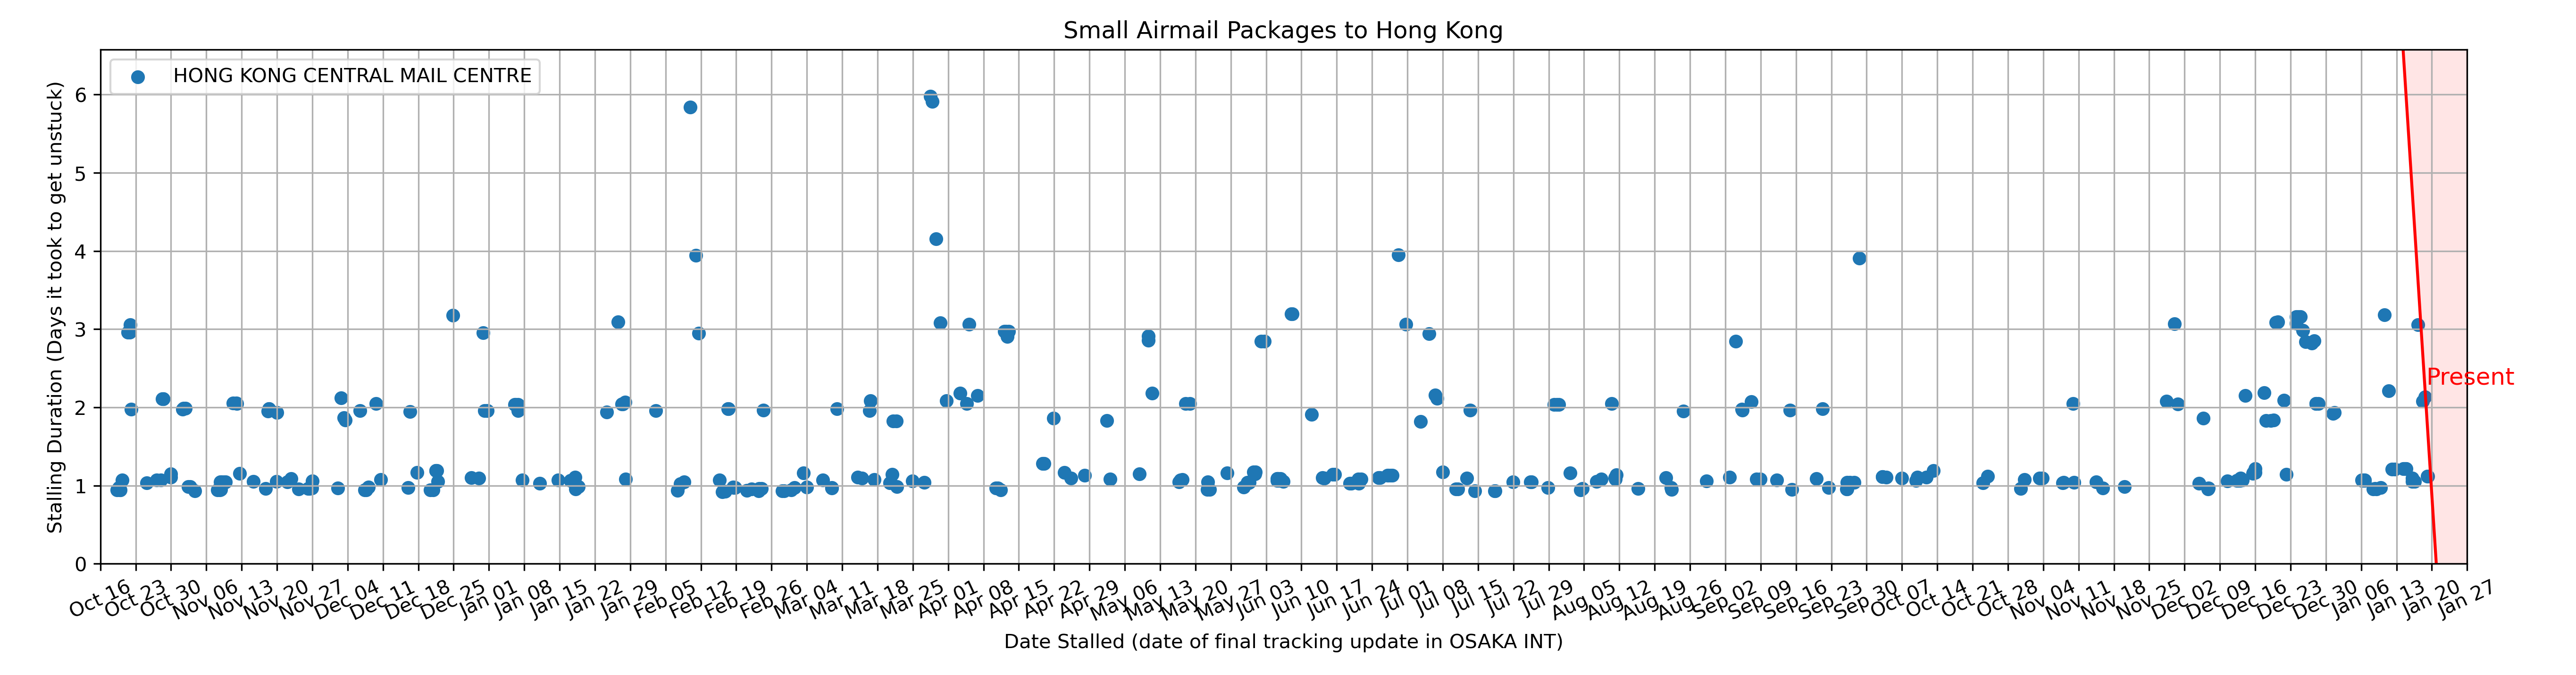 Small Airmail Packages to Hong Kong
HONG KONG CENTRAL MAIL CENTRE
Stalling Duration (Days it took to get unstuck)
6
5
4
3
2
1
0
Present
Oct 16 Oct 23 Oct 30 Nov 06 Nov 13 Nov 20 Nov 27 Dec 04 Dec 11 Dec 18 Dec 25 Jan 01 Jan 08 Jan 15 Jan 22 Jan 29 Feb 05 Feb 12 Feb 19 Feb 26 Mar 04 Mar 11 Mar 18 Mar 25 Apr 01 Apr 08 Apr 15 Apr 22 Apr 29 May 06 May 13 May 20 May 27 Jun 03 Jun 10 Jun 17 Jun 24 Jul 01 Jul 08 Jul 15 Jul 22 Jul 29 Aug 05 Aug 12 Aug 19 Aug 26 Sep 02 Sep 09 Sep 16 Sep 23 Sep 30 Oct 07 Oct 14 Oct 21 Oct 28 Nov 04 Nov 11 Nov 18 Nov 25 Dec 02 Dec 09 Dec 16 Dec 23 Dec 30 Jan 06 Jan 13 Jan 20 Jan 27
Date Stalled (date of final tracking update in OSAKA INT)